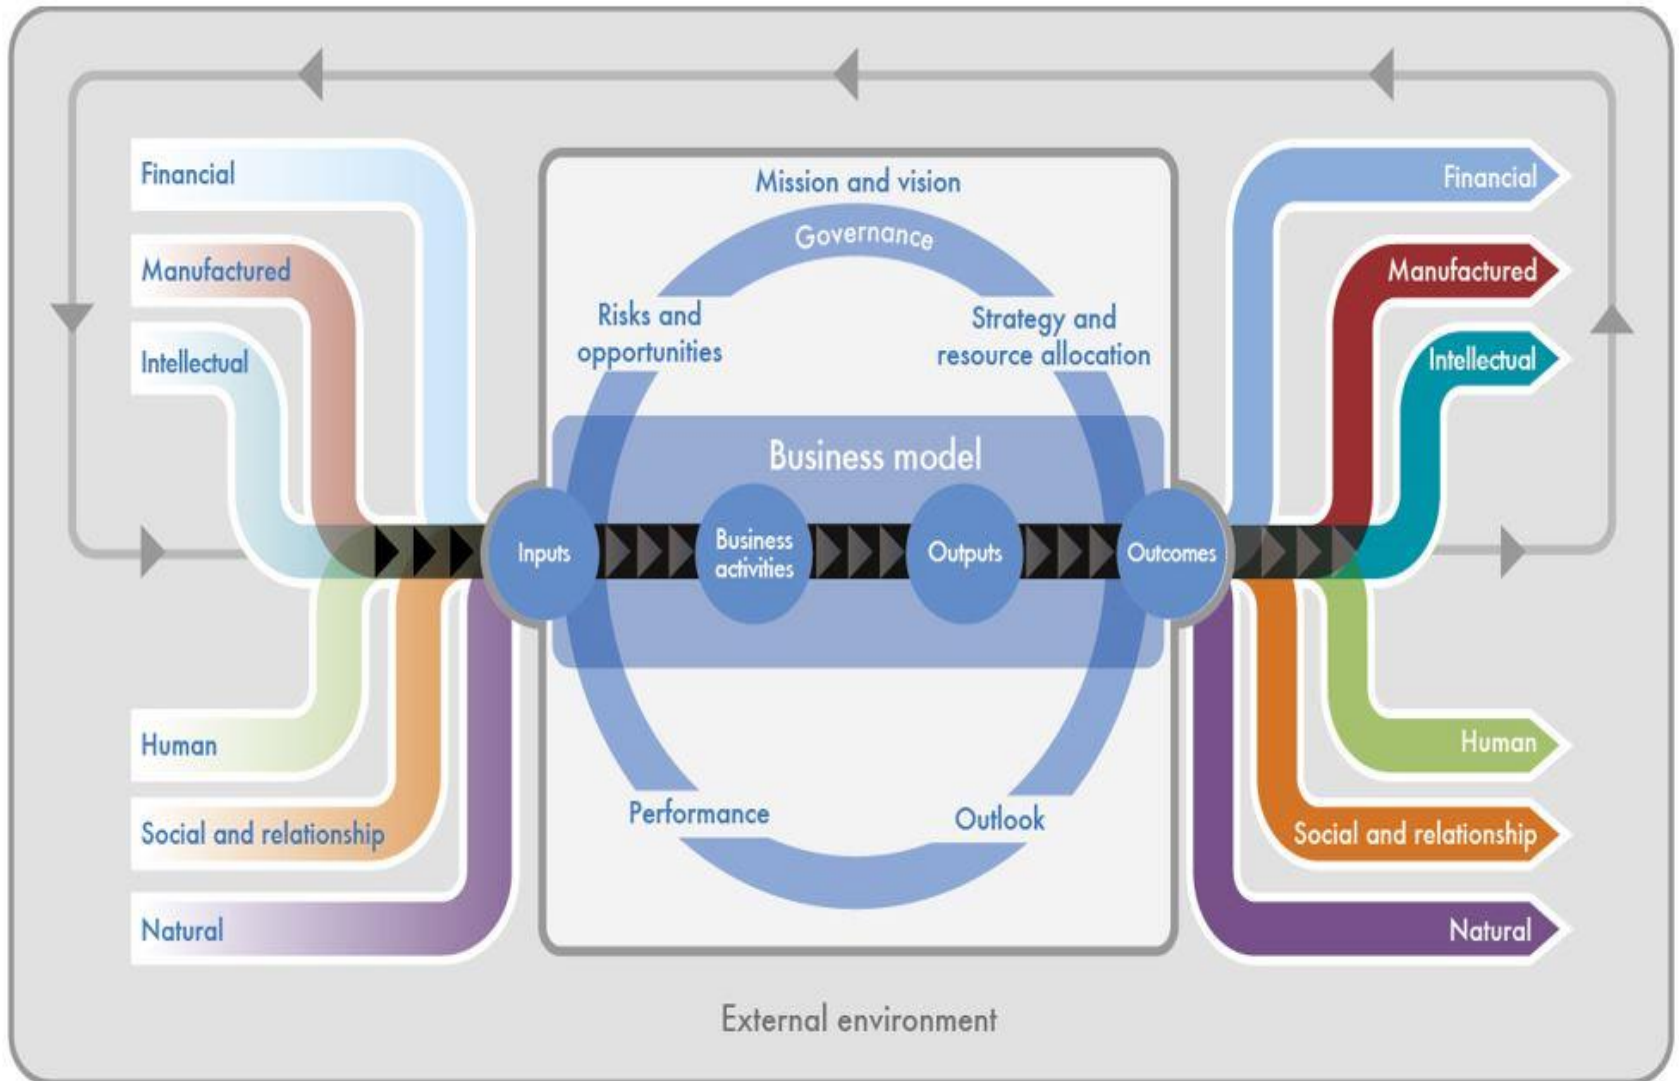 Financial
Manufactured
Intellectual
Human
Social and relationship
Natural
Mission and vision
Governance
Risks and
opportunities
Strategy and
resource allocation
Business model
Inputs
Business
activities
Outputs
Outcomes
Performance
Outlook
Financial
Manufactured
Intellectual
Human
Social and relationship
Natural
External environment